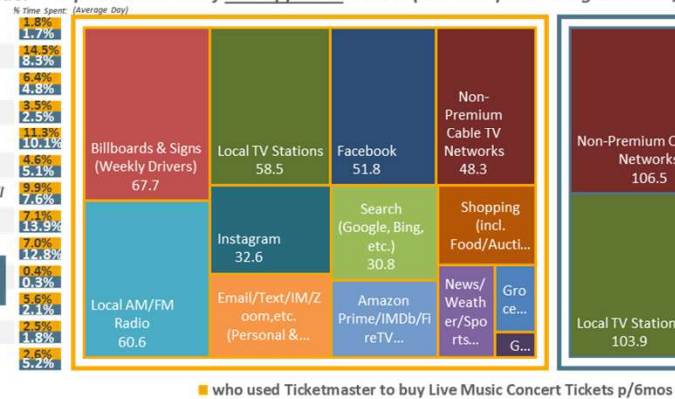 % Time Spent: (Average Day)
1.8%
1.7%
14.5%
8.3%
6.4%
4.8%
3.5%
2.5%
11.3%
10.1%
4.6%
5.1%
9.9%
7.6%
7.1%
13.9%
7.0%
12.8%
0.4%
0.3%
5.6%
2.1%
2.5%
1.8%
2.6%
5.2%
Billboards & Signs
(Weekly Drivers)
67.7
Local AM/FM
Radio
60.6
Local TV Stations
58.5
Instagram
32.6
Email/Text/IM/Z
oom,etc.
(Personal &...
Facebook
51.8
Search
(Google, Bing,
etc.)
30.8
Amazon
Prime/IMDb/Fi
reTV...
Non-
Premium
Cable TV
Networks
48.3
Shopping
(incl.
Food/Aucti...
News/
Weath
er/Spo
rts...
Gro
ce...
G...
Non-Premium C
Networks
106.5
Local TV Station
103.9
who used Ticketmaster to buy Live Music Concert Tickets p/6mos